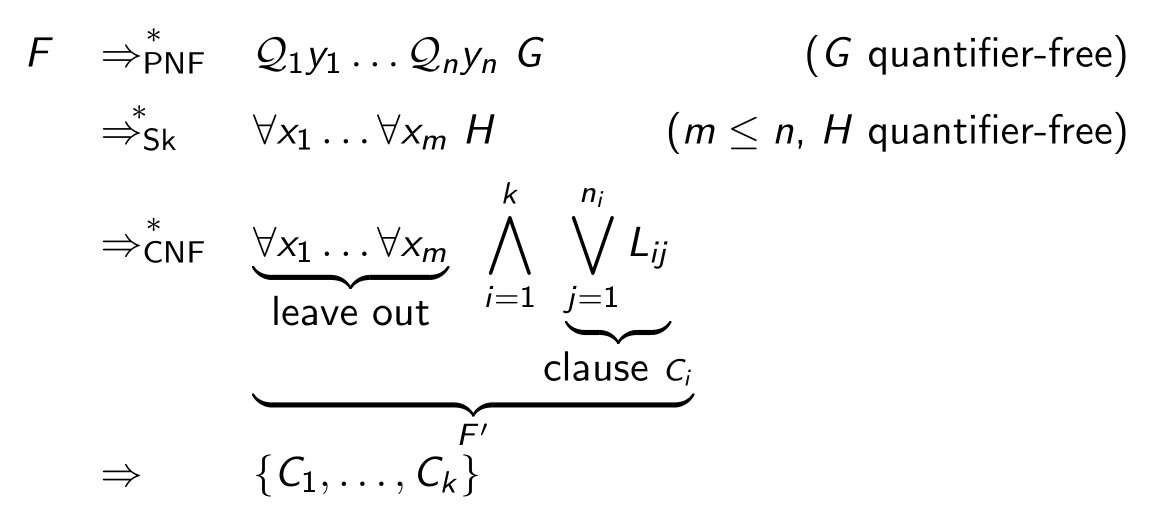 F ⇒*PNF 𝒬₁y₁ … 𝒬ₙyₙ G (G quantifier-free)
⇒*Sk ∀x₁ … ∀xₘ H (m ≤ n, H quantifier-free)
k nᵢ
⇒*CNF ∀x₁ … ∀xₘ ⋀ ⋁ Lᵢⱼ
i=1 j=1
leave out
clause Cᵢ
F′
⇒ {C₁, … , Cₖ}